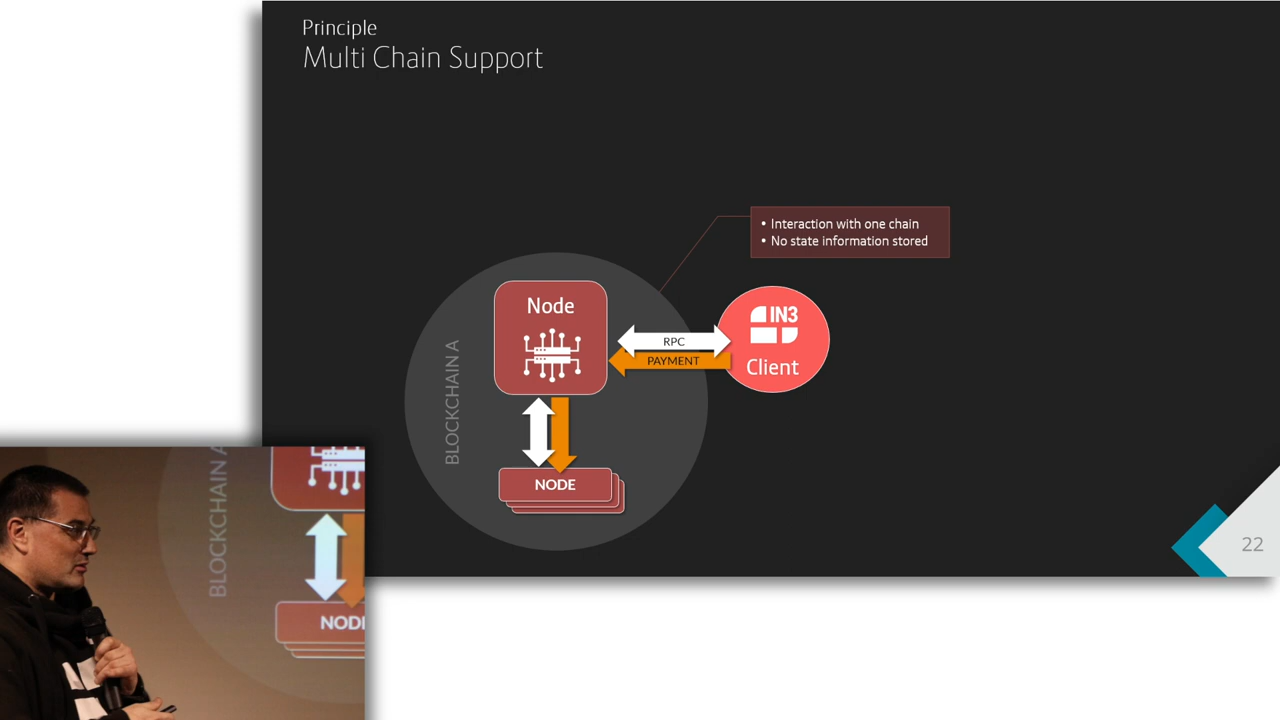 Principle
Multi Chain Support
• Interaction with one chain
• No state information stored
Node
BLOCKCHAIN A
RPC
PAYMENT
IN3
Client
NODE
22
BLOCKCHAIN A
NODE